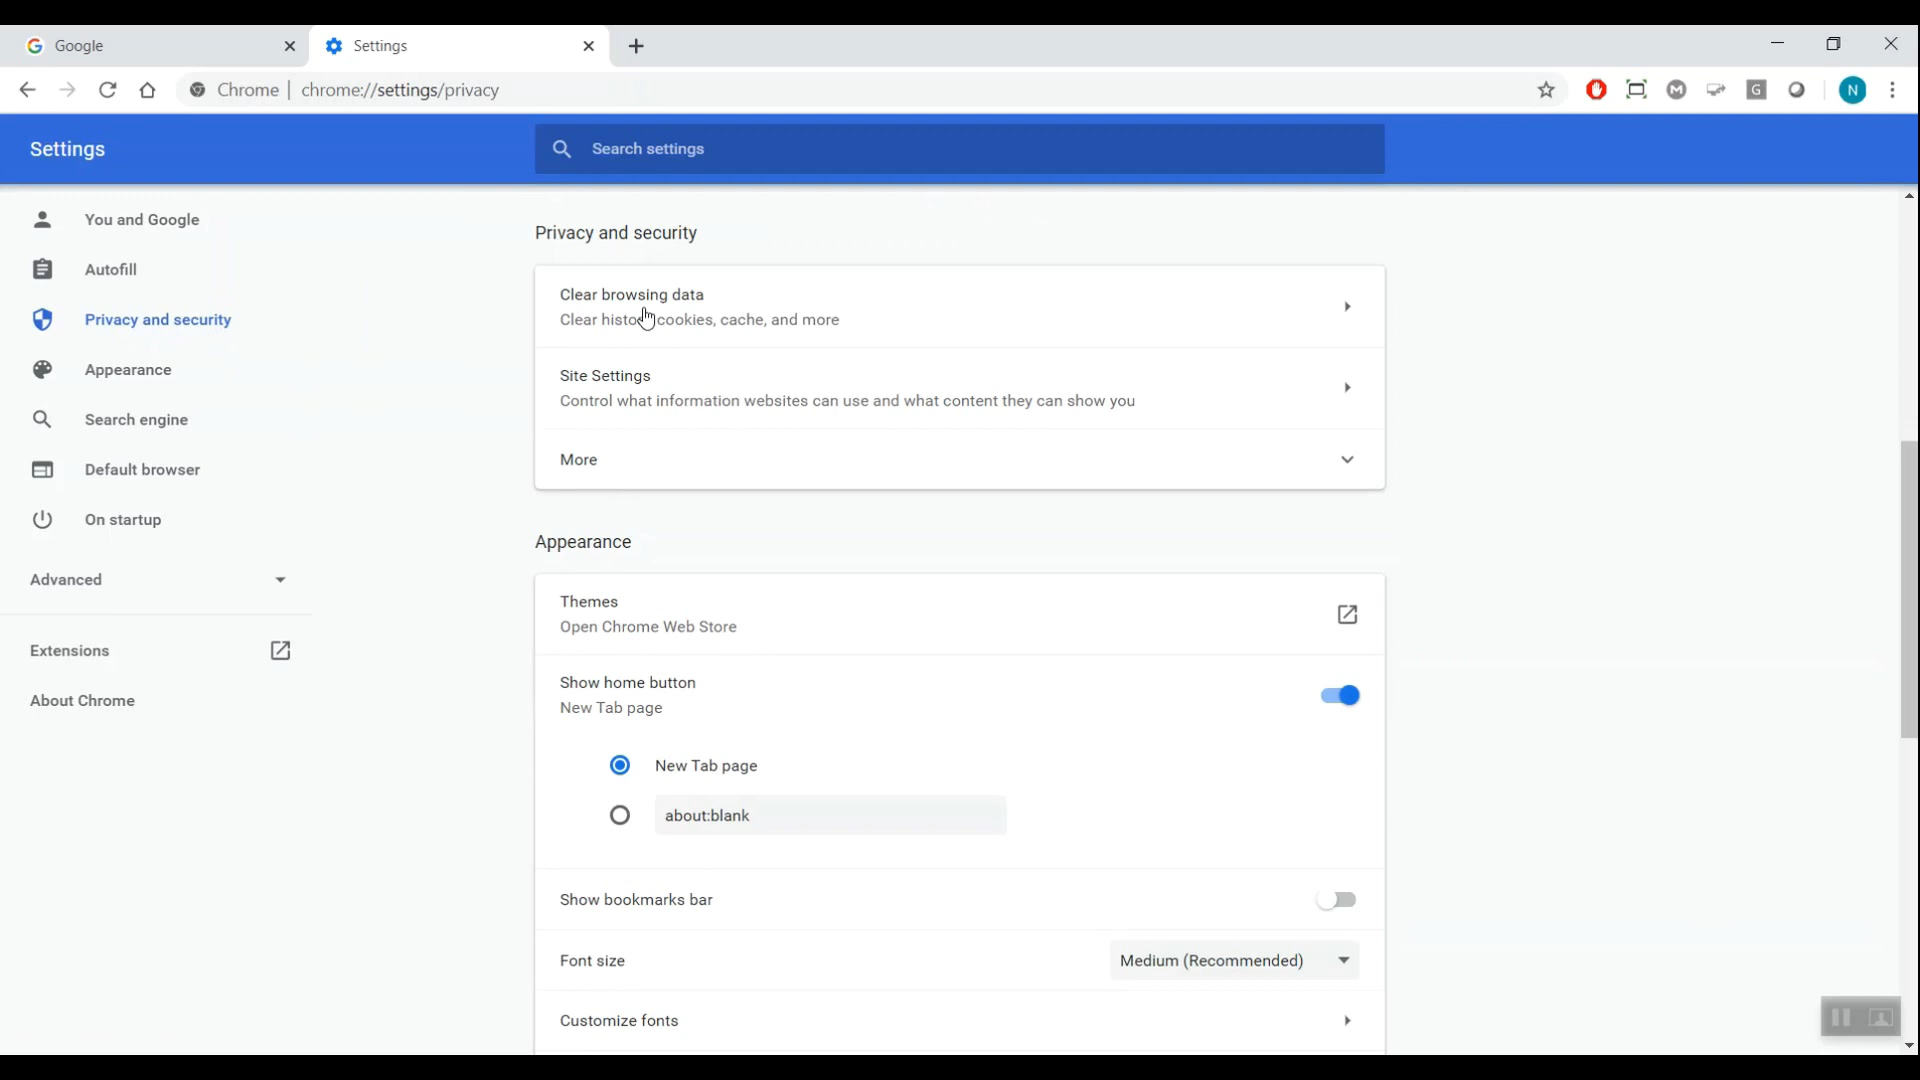 Google
Settings
Chrome | chrome://settings/privacy
N
Settings
Search settings
You and Google
Autofill
Privacy and security
Appearance
Search engine
Default browser
On startup
Advanced
Extensions
About Chrome
Privacy and security
Clear browsing data
Clear history, cookies, cache, and more
Site Settings
Control what information websites can use and what content they can show you
More
Appearance
Themes
Open Chrome Web Store
Show home button
New Tab page
New Tab page
about:blank
Show bookmarks bar
Font size
Medium (Recommended)
Customize fonts